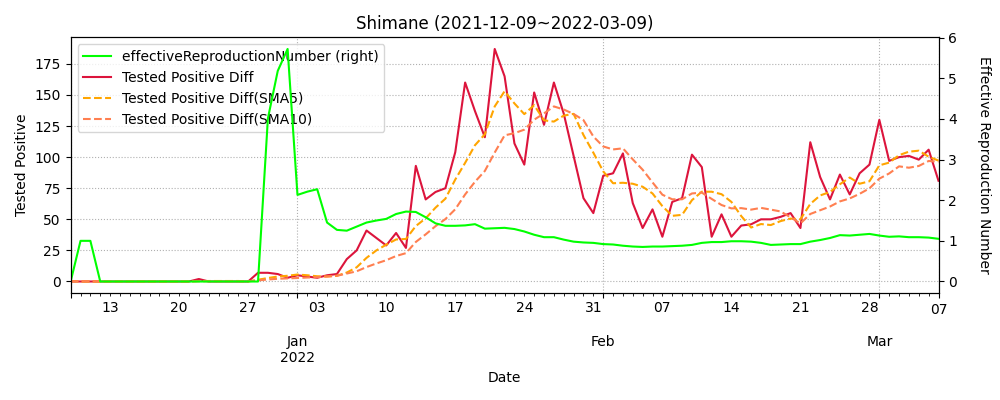 Shimane (2021-12-09~2022-03-09)
effectiveReproductionNumber (right)
Tested Positive Diff
Tested Positive Diff(SMA5)
Tested Positive Diff(SMA10)
Tested Positive
175
150
125
100
75
50
25
0
6
5
4
3
2
1
0
Effective Reproduction Number
13 20 27 03 10 17 24 31 07 14 21 28 07
Jan Feb Mar
2022
Date